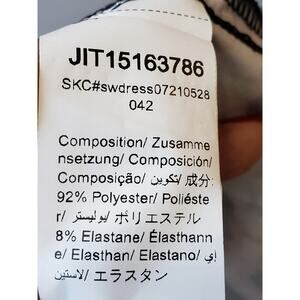 JIT15163786
SKC#swdress07210528
042
Composition/ Zusamme
nsetzung/ Composición/
Composição/ تكوين/ 成分:
92% Polyester/ Poliéste
r/ بوليستر/ ポリエステル
8% Elastane/ Élasthann
e/ Elasthan/ Elastano/ إي
لاستين/ エラスタン